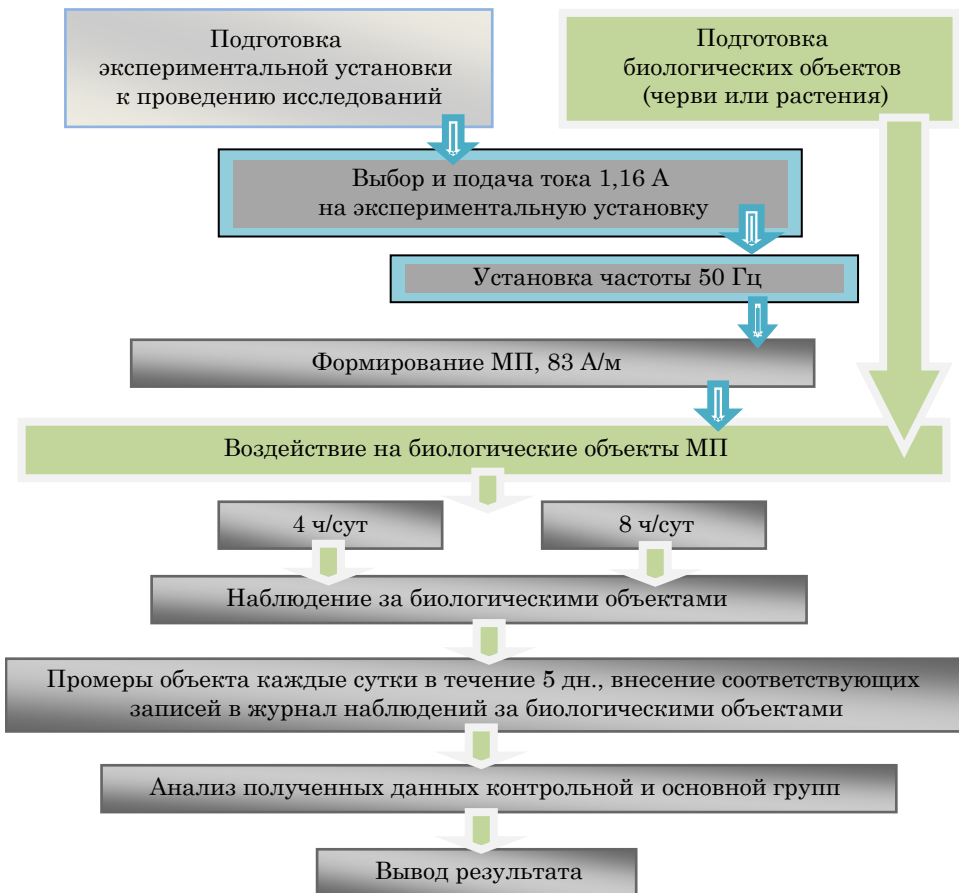 Подготовка
экспериментальной установки
к проведению исследований
Подготовка
биологических объектов
(черви или растения)
Выбор и подача тока 1,16 А
на экспериментальную установку
Установка частоты 50 Гц
Формирование МП, 83 А/м
Воздействие на биологические объекты МП
4 ч/сут
8 ч/сут
Наблюдение за биологическими объектами
Промеры объекта каждые сутки в течение 5 дн., внесение соответствующих
записей в журнал наблюдений за биологическими объектами
Анализ полученных данных контрольной и основной групп
Вывод результата